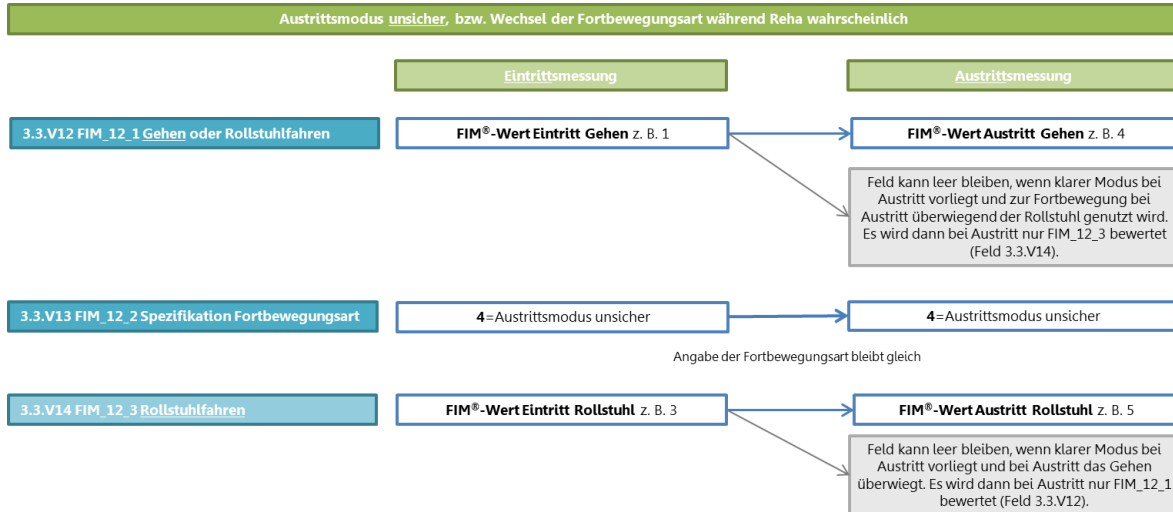 Austrittsmodus unsicher, bzw. Wechsel der Fortbewegungsart während Reha wahrscheinlich
Eintrittsmessung
Austrittsmessung
3.3.V12 FIM_12_1 Gehen oder Rollstuhlfahren
FIM®-Wert Eintritt Gehen z. B. 1
FIM®-Wert Austritt Gehen z. B. 4
Feld kann leer bleiben, wenn klarer Modus bei
Austritt vorliegt und zur Fortbewegung bei
Austritt überwiegend der Rollstuhl genutzt wird.
Es wird dann bei Austritt nur FIM_12_3 bewertet
(Feld 3.3.V14).
3.3.V13 FIM_12_2 Spezifikation Fortbewegungsart
4=Austrittsmodus unsicher
4=Austrittsmodus unsicher
Angabe der Fortbewegungsart bleibt gleich
3.3.V14 FIM_12_3 Rollstuhlfahren
FIM®-Wert Eintritt Rollstuhl z. B. 3
FIM®-Wert Austritt Rollstuhl z. B. 5
Feld kann leer bleiben, wenn klarer Modus bei
Austritt vorliegt und bei Austritt das Gehen
überwiegt. Es wird dann bei Austritt nur FIM_12_1
bewertet (Feld 3.3.V12).